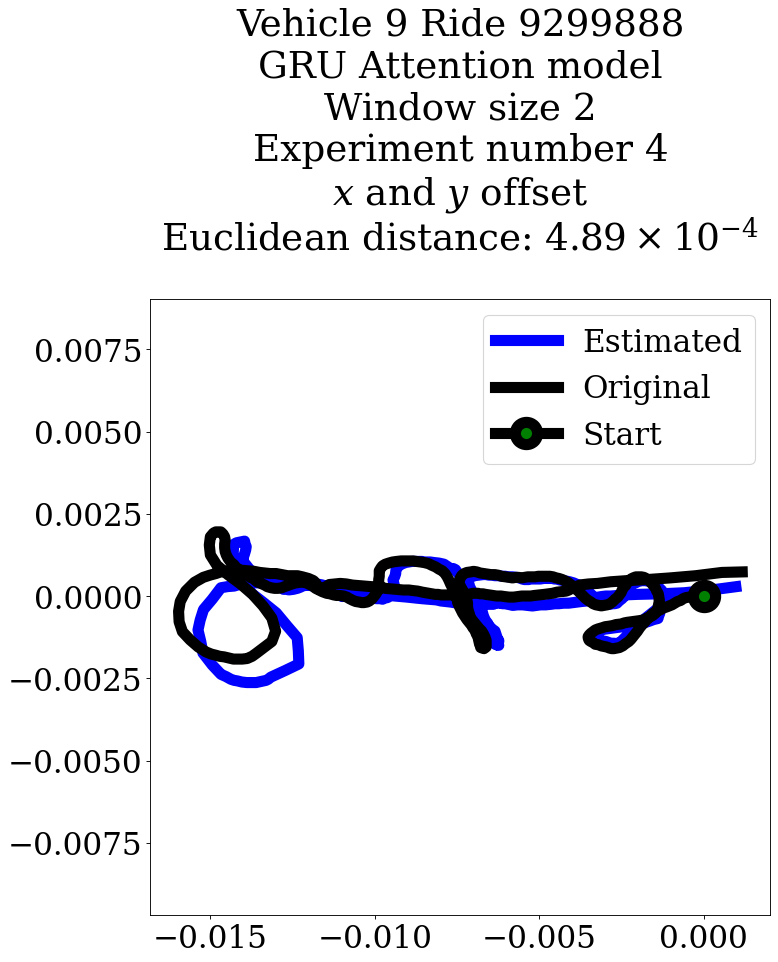 Vehicle 9 Ride 9299888
GRU Attention model
Window size 2
Experiment number 4
x and y offset
Euclidean distance: 4.89 × 10⁻⁴
Estimated
Original
Start
0.0075
0.0050
0.0025
0.0000
−0.0025
−0.0050
−0.0075
−0.015
−0.010
−0.005
0.000